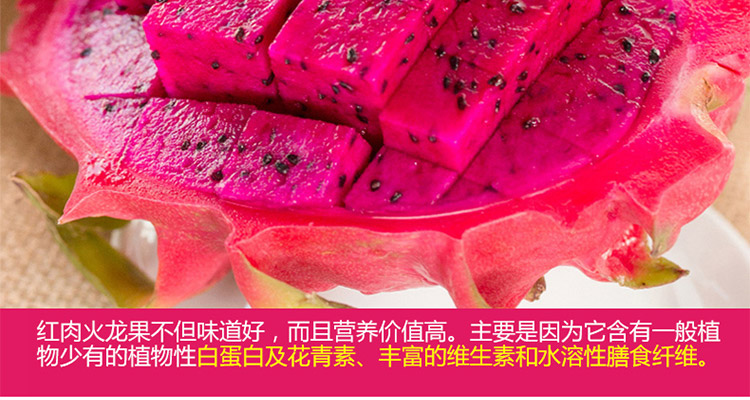 红肉火龙果不但味道好，而且营养价值高。主要是因为它含有一般植
物少有的植物性白蛋白及花青素、丰富的维生素和水溶性膳食纤维。